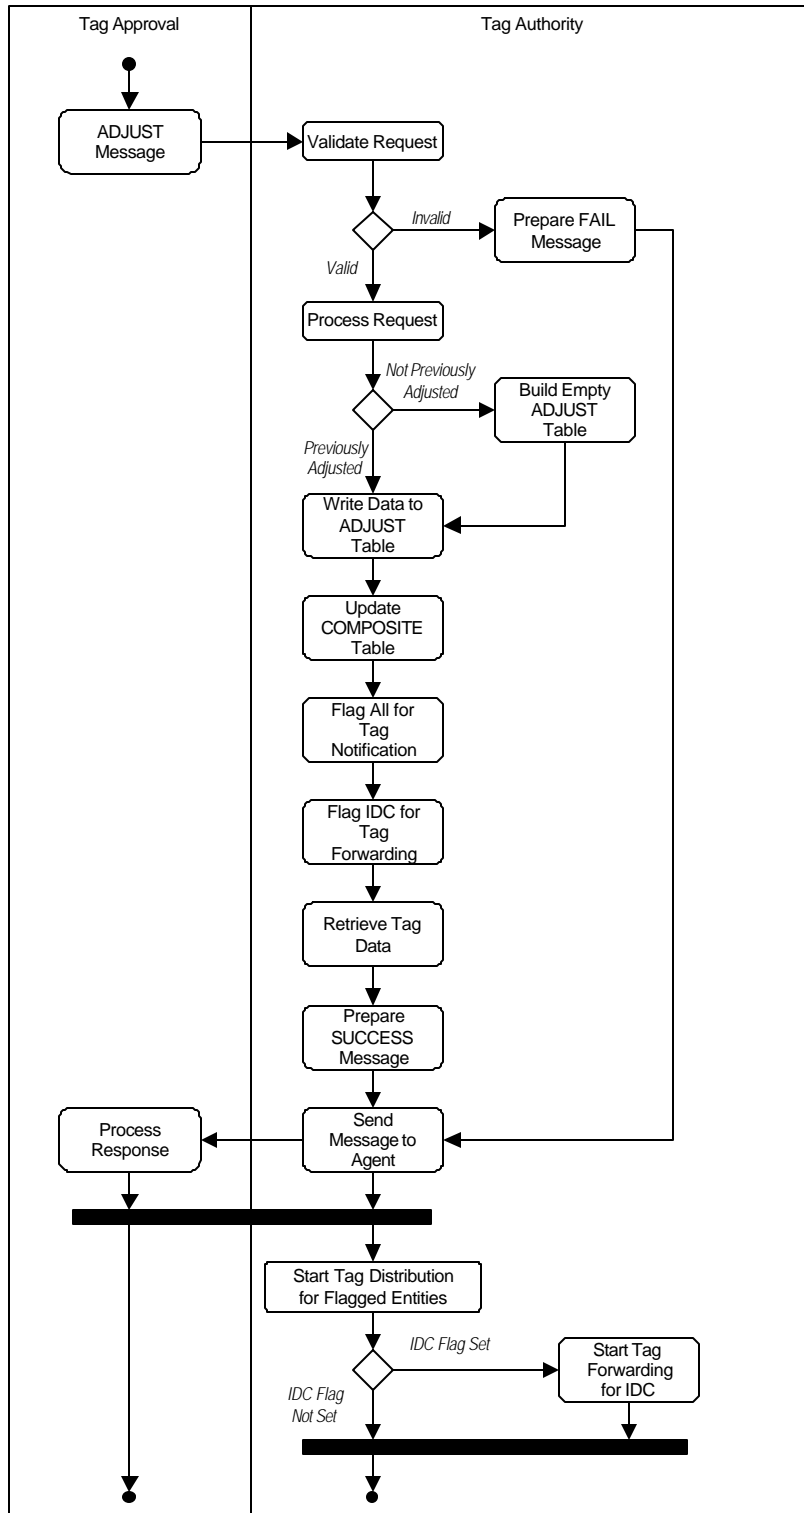 Tag Approval
Tag Authority
ADJUST
Message
Validate Request
Invalid
Prepare FAIL
Message
Valid
Process Request
Not Previously
Adjusted
Build Empty
ADJUST
Table
Previously
Adjusted
Write Data to
ADJUST
Table
Update
COMPOSITE
Table
Flag All for
Tag
Notification
Flag IDC for
Tag
Forwarding
Retrieve Tag
Data
Prepare
SUCCESS
Message
Process
Response
Send
Message to
Agent
Start Tag Distribution
for Flagged Entities
IDC Flag Set
Start Tag
Forwarding
for IDC
IDC Flag
Not Set